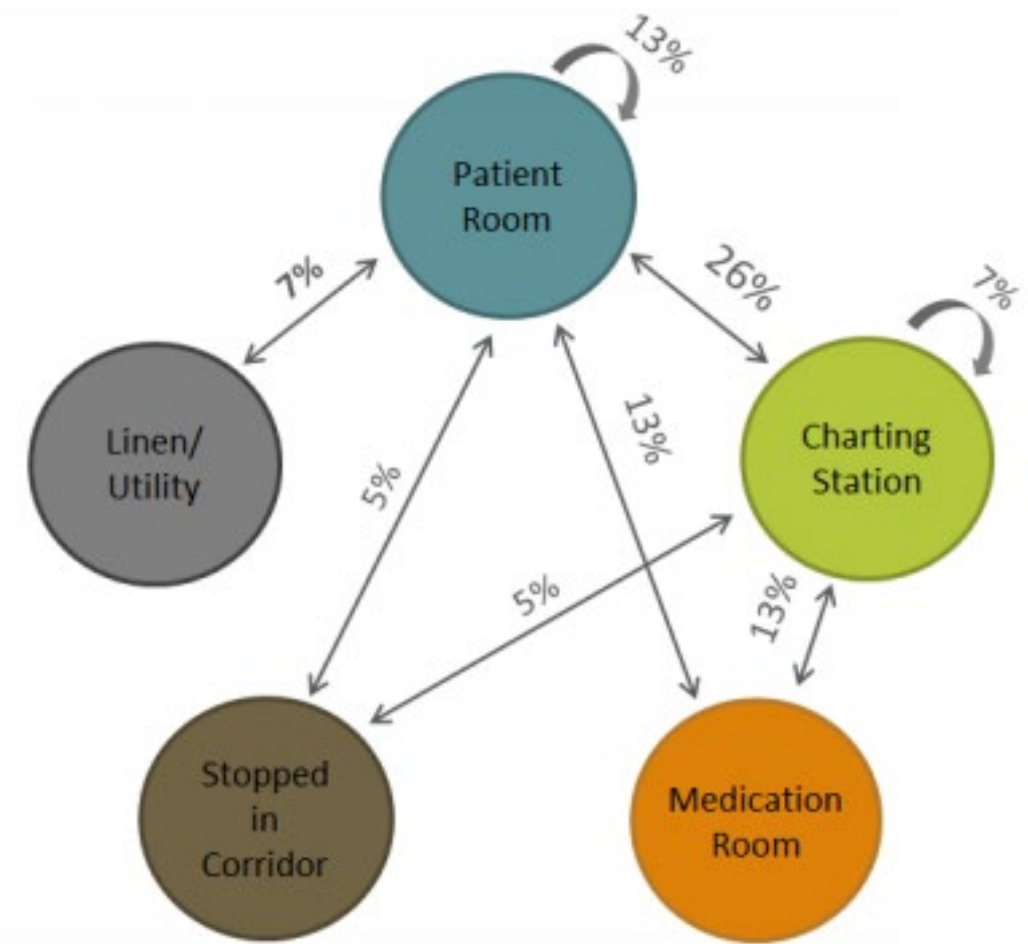 13%
Patient
Room
7%
26%
7%
Linen/
Utility
5%
13%
Charting
Station
5%
13%
Stopped
in
Corridor
Medication
Room